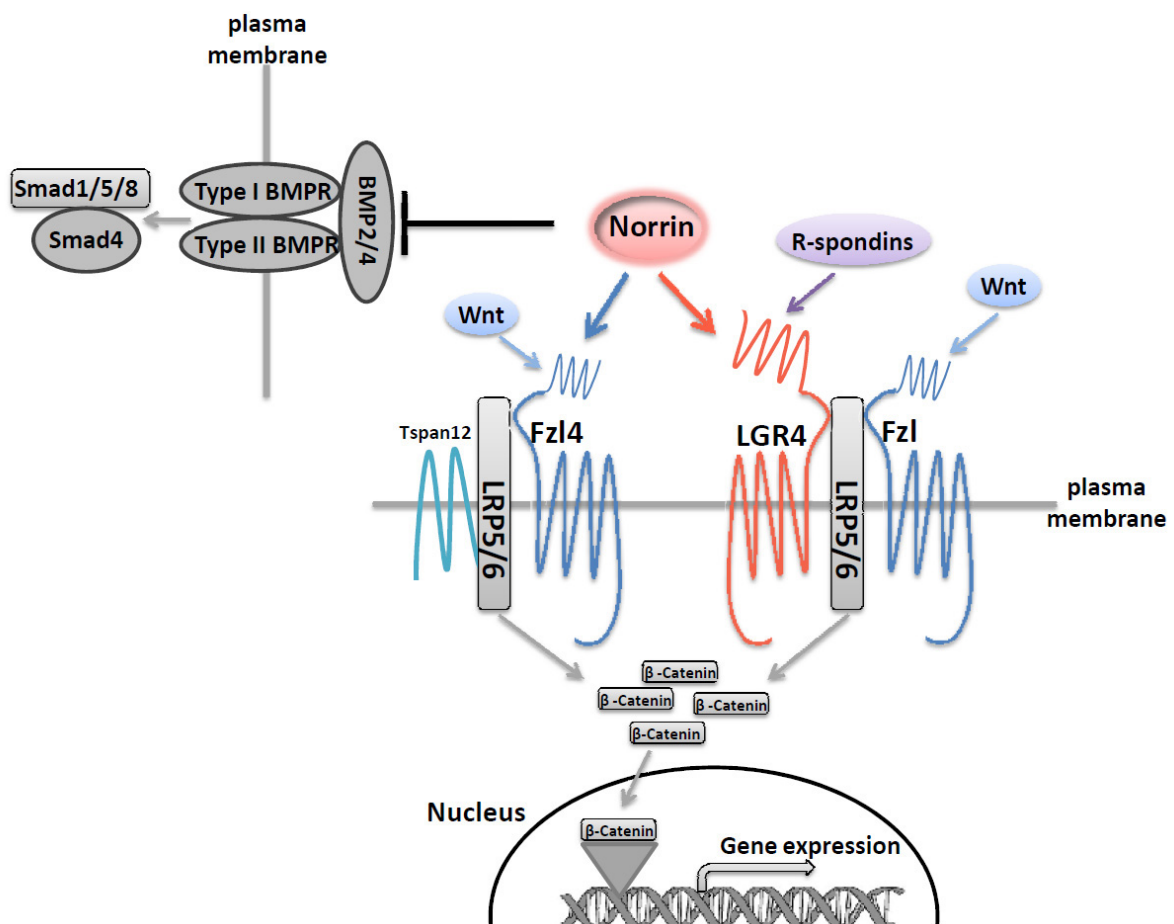 plasma
membrane
Smad1/5/8
Smad4
Type I BMPR
Type II BMPR
BMP2/4
Norrin
R-spondins
Wnt
Wnt
Tspan12
LRP5/6
Fzl4
LGR4
LRP5/6
Fzl
plasma
membrane
β-Catenin
β-Catenin
β-Catenin
β-Catenin
Nucleus
β-Catenin
Gene expression